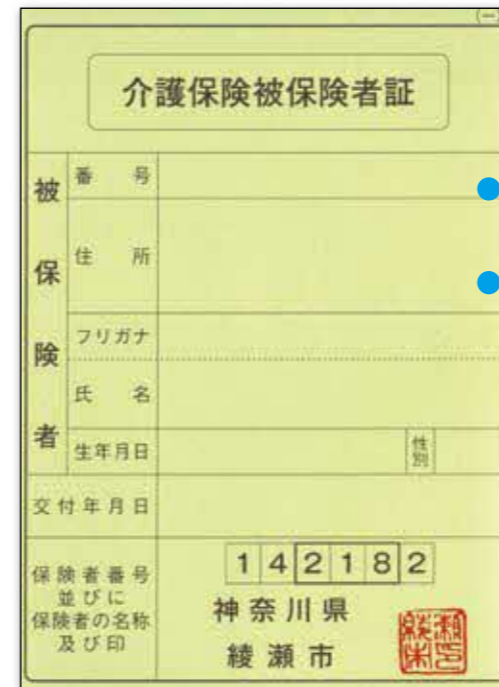 (一)
介護保険被保険者証
被保険者
番号
住所
フリガナ
氏名
生年月日
性別
交付年月日
保険者番号
並びに
保険者の名称
及び印
142182
神奈川県
綾瀬市